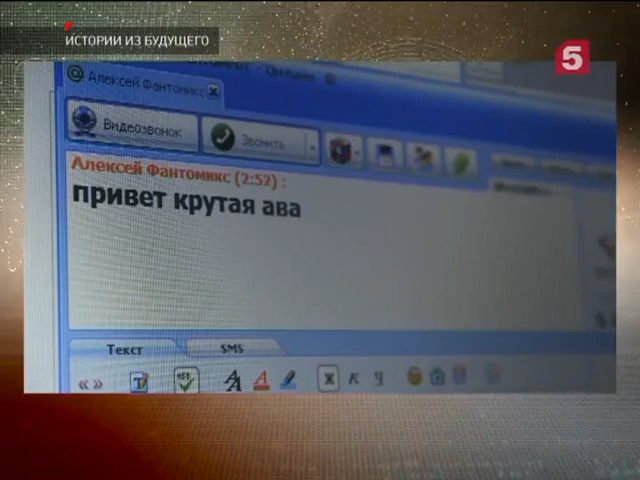 ИСТОРИИ ИЗ БУДУЩЕГО
5
Алексей Фантомикс
Видеозвонок
Звонить
Алексей Фантомикс (2:52) :
привет крутая ава
Текст
SMS
Ж К Ч